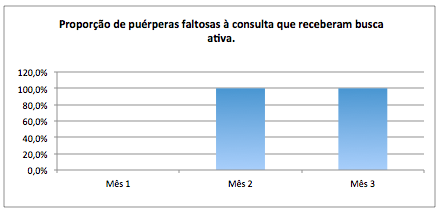 Proporção de puérperas faltosas à consulta que receberam busca
ativa.
120,0%
100,0%
80,0%
60,0%
40,0%
20,0%
0,0%
Mês 1 Mês 2 Mês 3